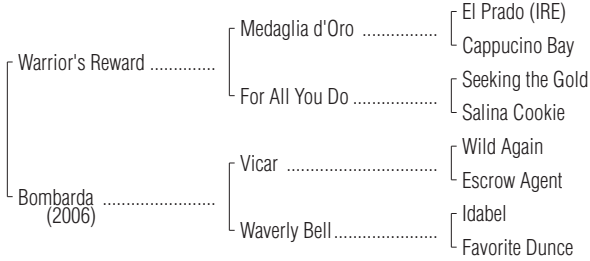 El Prado (IRE)
Medaglia d'Oro ................
Cappucino Bay
Warrior's Reward ..............
Seeking the Gold
For All You Do ..................
Salina Cookie
Wild Again
Vicar ................................
Escrow Agent
Bombarda ........................
(2006)
Idabel
Waverly Bell......................
Favorite Dunce